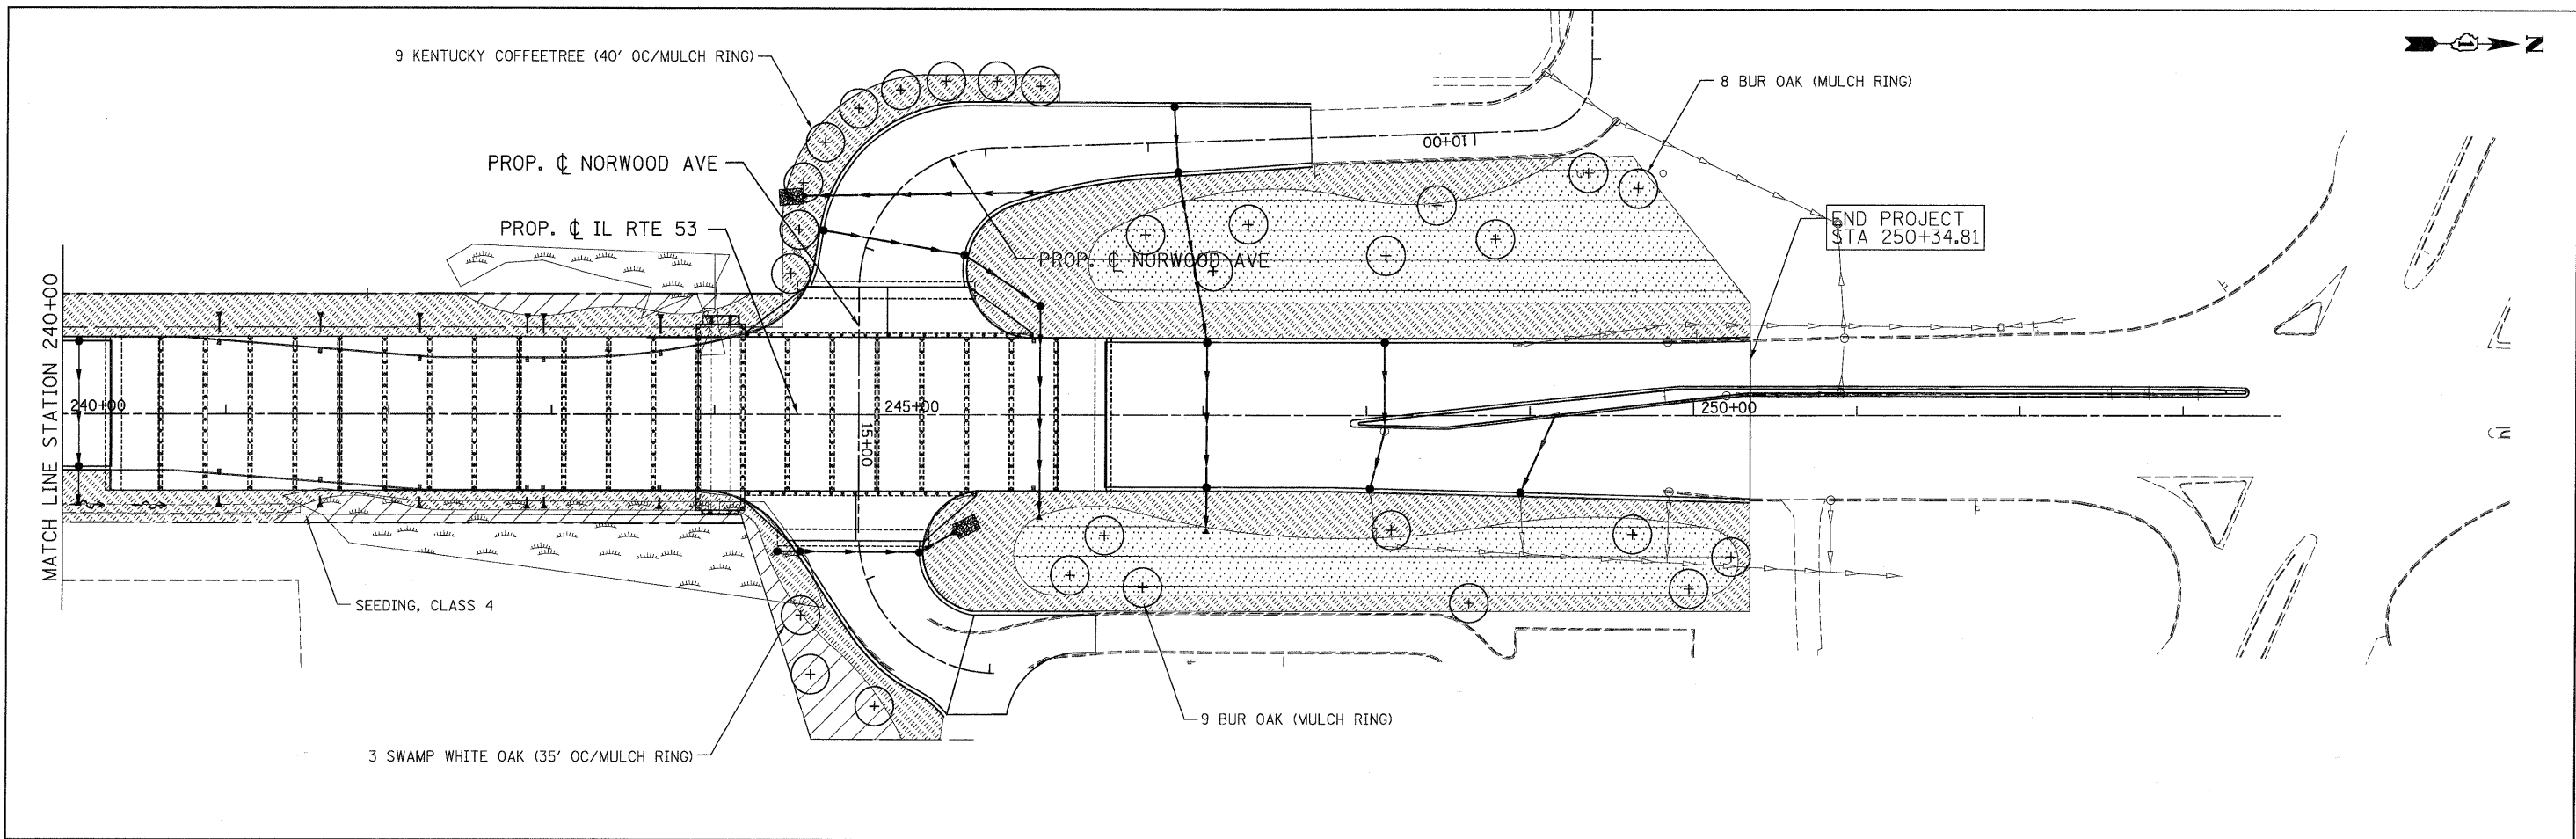 9 KENTUCKY COFFEETREE (40' OC/MULCH RING)
N
8 BUR OAK (MULCH RING)
PROP. ℄ NORWOOD AVE
110+00
PROP. ℄ IL RTE 53
END PROJECT
STA 250+34.81
PROP. ℄ NORWOOD AVE
MATCH LINE STATION 240+00
240+00
245+00
250+00
15+00
SEEDING, CLASS 4
9 BUR OAK (MULCH RING)
3 SWAMP WHITE OAK (35' OC/MULCH RING)